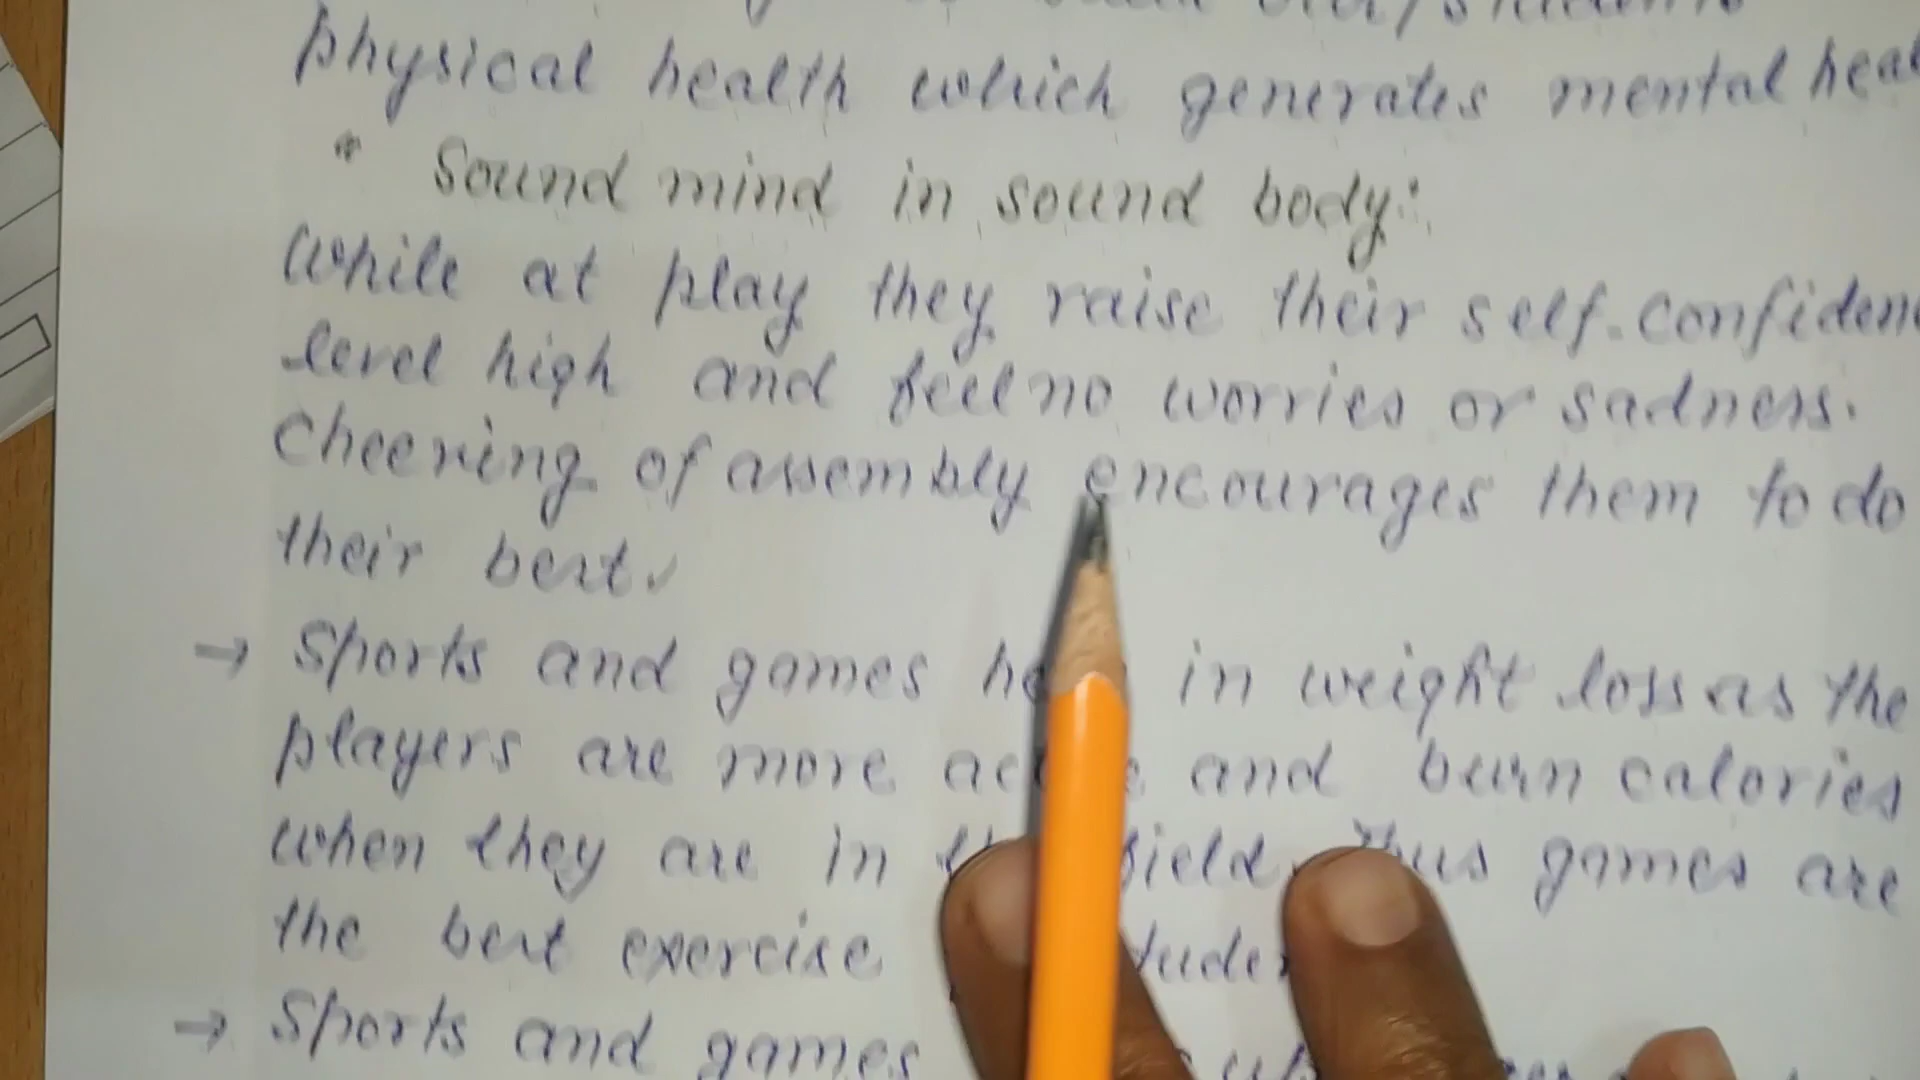 physical health which generates mental
* Sound mind in sound body:
While at play they raise their self-confiden
level high and feel no worries or sadness.
Cheering of assembly encourages them to do
their best.
→ Sports and games in weight loss as the
players are more and burn calories
when they are in field. Thus games are
the best exercise
→ Sports and games